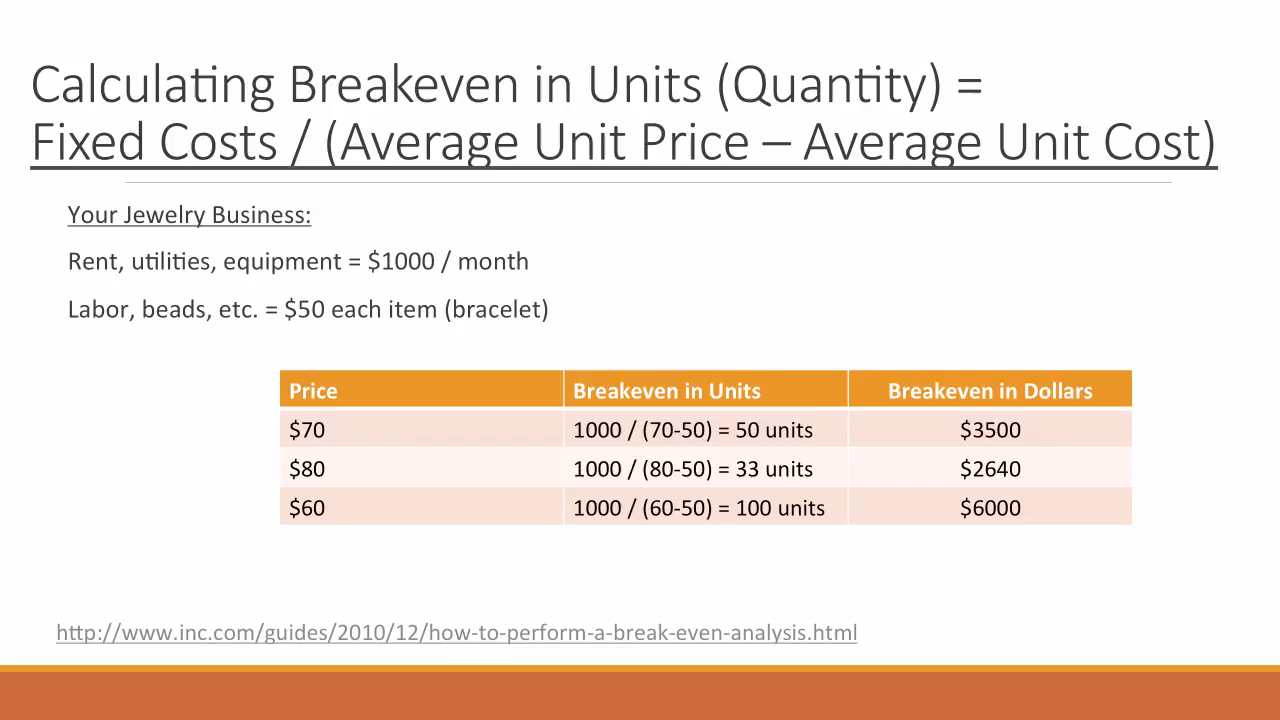 Calculating Breakeven in Units (Quantity) =
Fixed Costs / (Average Unit Price – Average Unit Cost)
Your Jewelry Business:
Rent, utilities, equipment = $1000 / month
Labor, beads, etc. = $50 each item (bracelet)
Price Breakeven in Units Breakeven in Dollars
$70 1000 / (70-50) = 50 units $3500
$80 1000 / (80-50) = 33 units $2640
$60 1000 / (60-50) = 100 units $6000
http://www.inc.com/guides/2010/12/how-to-perform-a-break-even-analysis.html